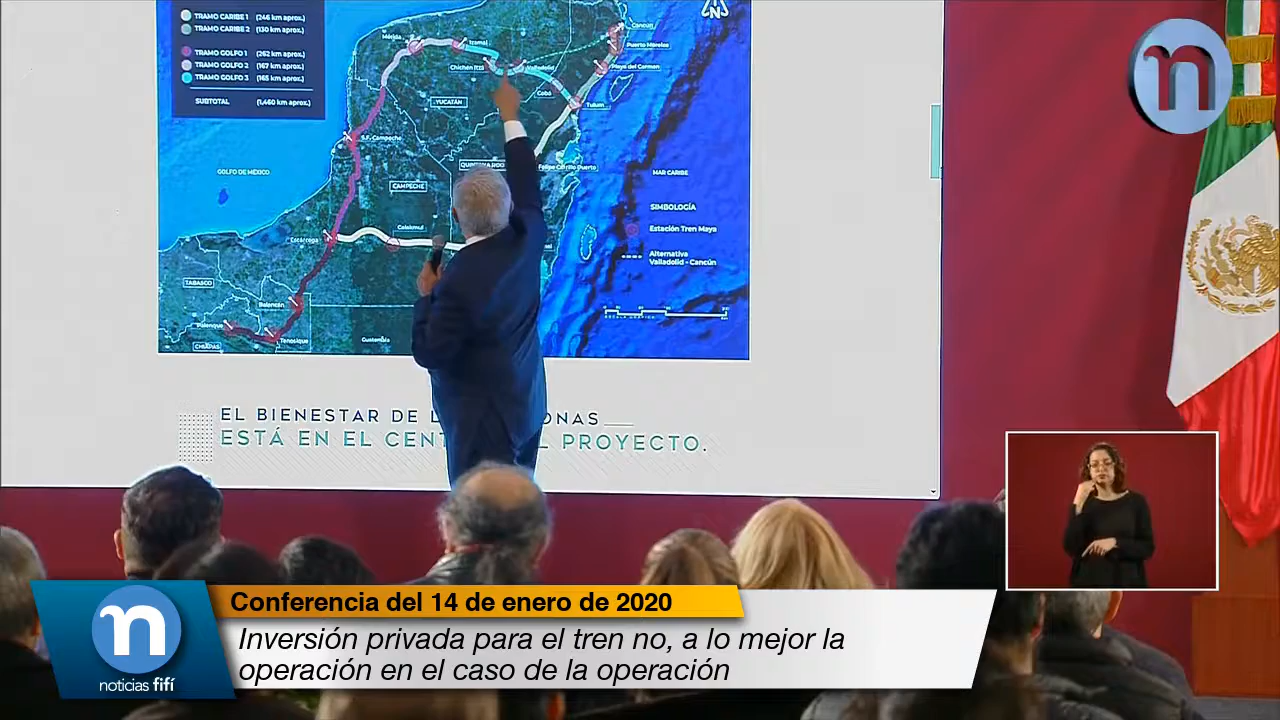 TRAMO CARIBE 1 (246 km aprox.)
TRAMO CARIBE 2 (130 km aprox.)
TRAMO GOLFO 1 (262 km aprox.)
TRAMO GOLFO 2 (167 km aprox.)
TRAMO GOLFO 3 (165 km aprox.)
SUBTOTAL (1,460 km aprox.)
N
Cancún
Mérida
Izamal
Puerto Morelos
Chichen Itzá
Valladolid
Playa del Carmen
Cobá
YUCATÁN
Tulum
S.F. Campeche
QUINTANA ROO
Felipe Carrillo Puerto
GOLFO DE MÉXICO
MAR CARIBE
CAMPECHE
SIMBOLOGÍA
Calakmul
Estación Tren Maya
Escárcega
Alternativa
Valladolid - Cancún
TABASCO
Balancán
ESCALA GRÁFICA
Palenque
Tenosique
Guatemala
CHIAPAS
EL BIENESTAR DE L ONAS
ESTÁ EN EL CENT L PROYECTO.
n
n
noticias fifí
Conferencia del 14 de enero de 2020
Inversión privada para el tren no, a lo mejor la
operación en el caso de la operación